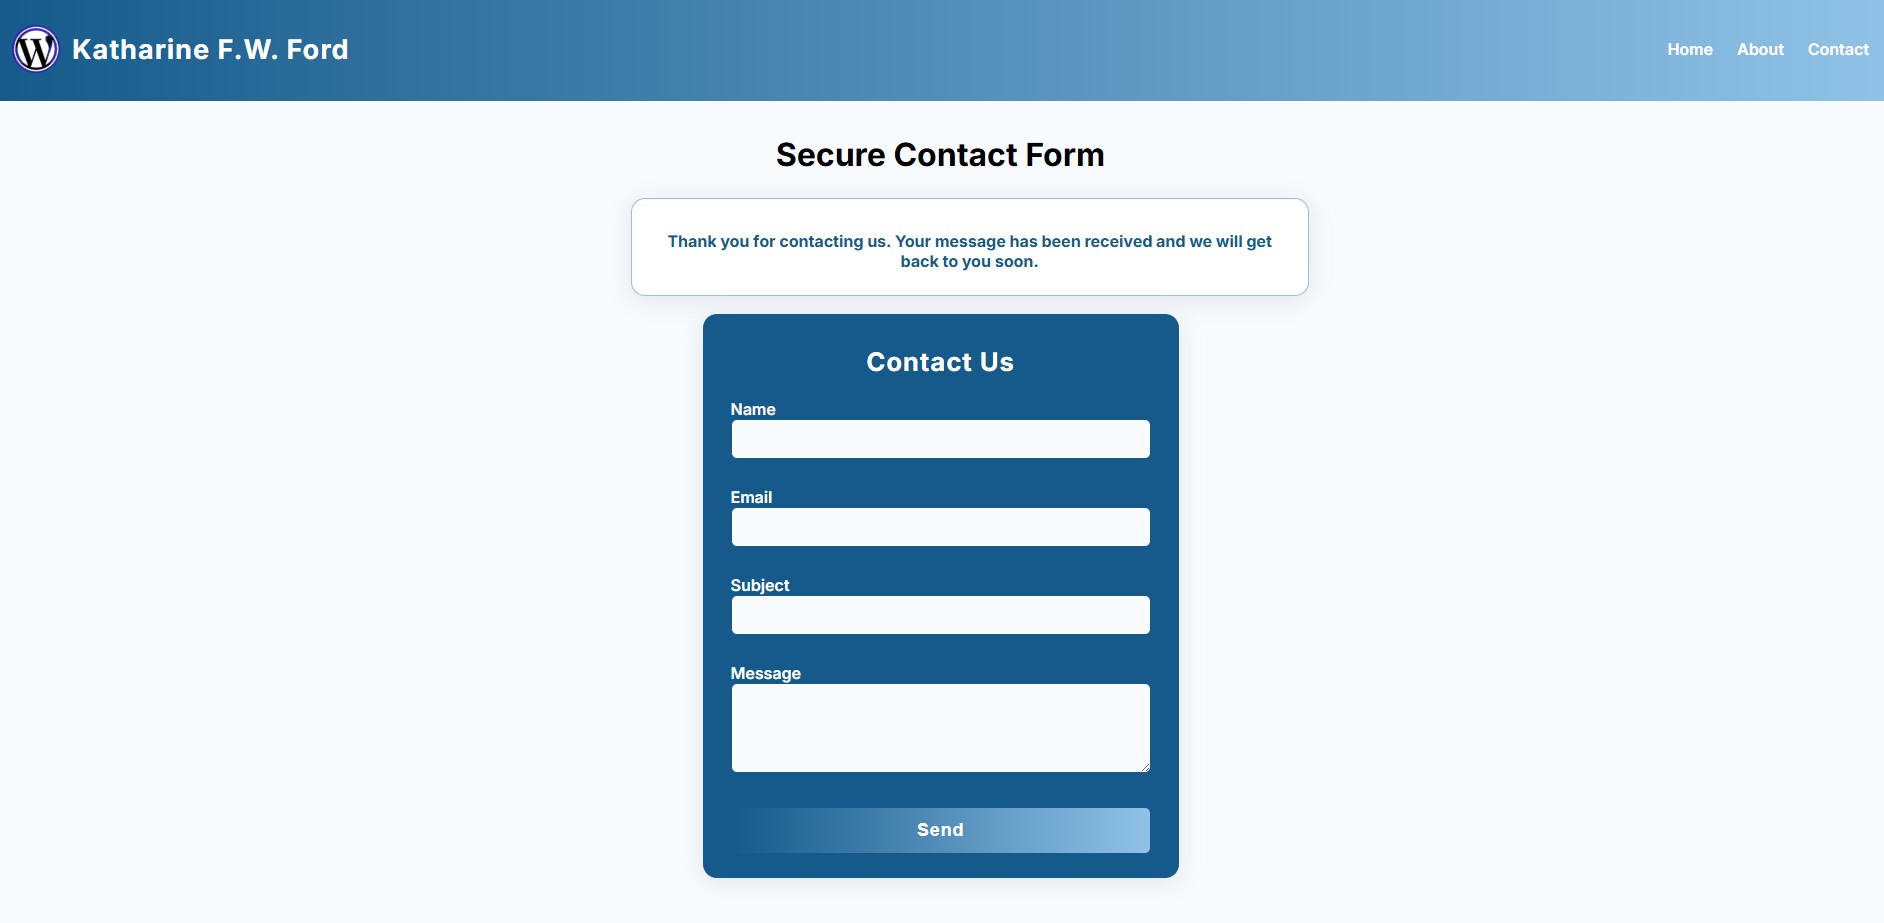 Katharine F.W. Ford
Home About Contact
Secure Contact Form
Thank you for contacting us. Your message has been received and we will get
back to you soon.
Contact Us
Name
Email
Subject
Message
Send